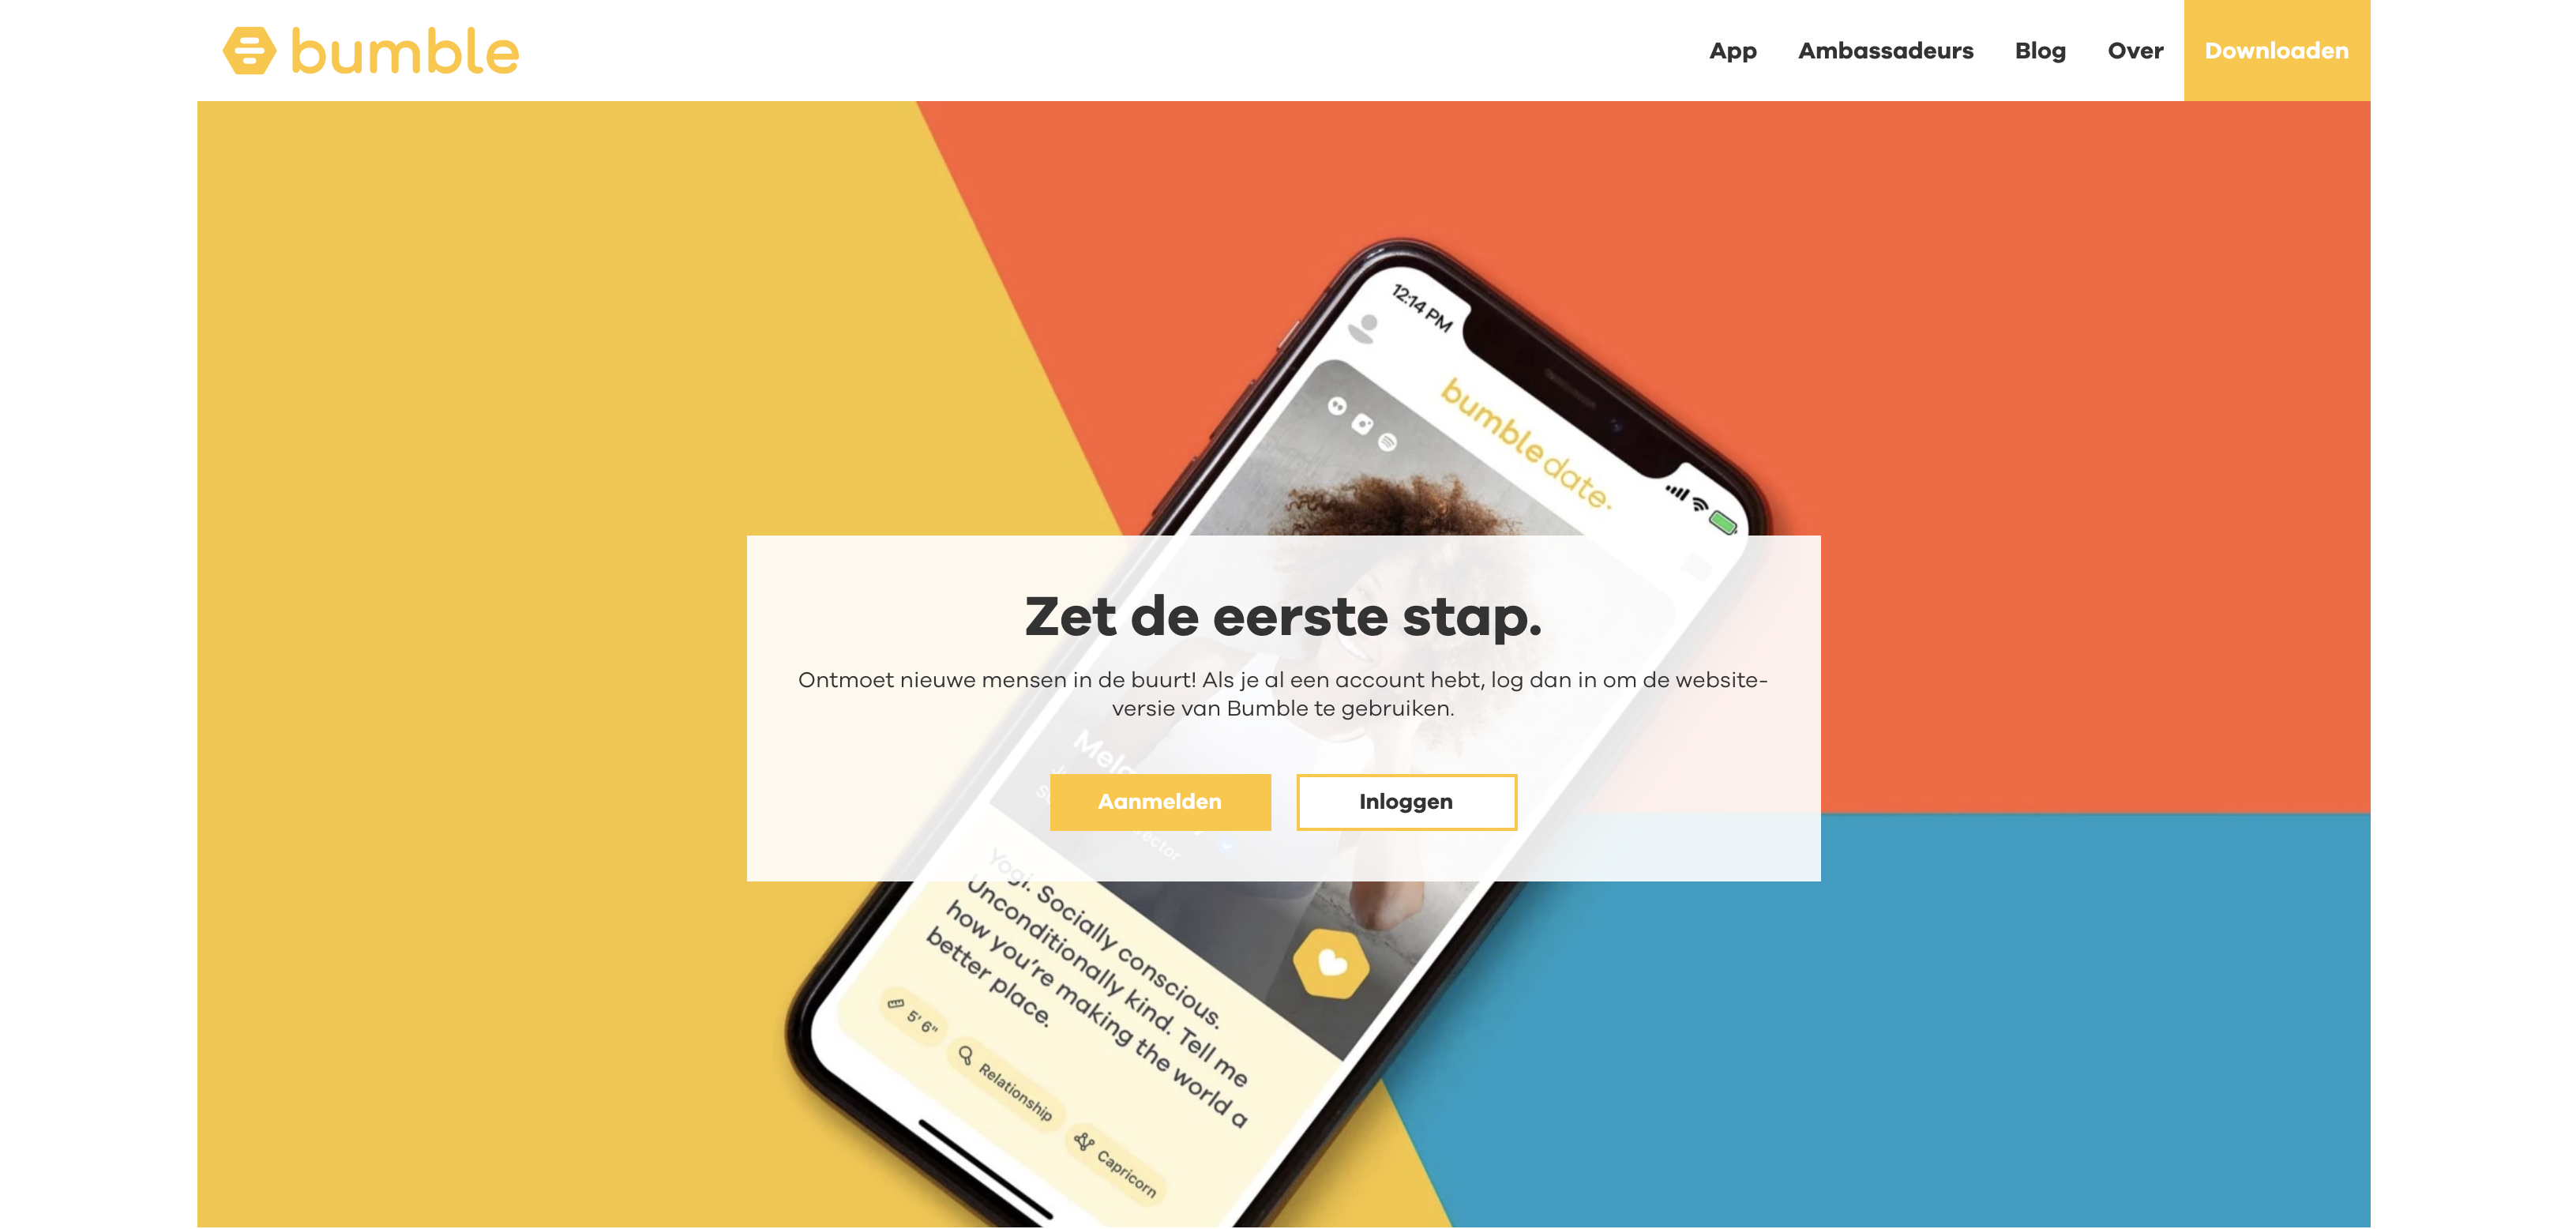 bumble
App Ambassadeurs Blog Over Downloaden
12:14 PM
bumble date.
Zet de eerste stap.
Ontmoet nieuwe mensen in de buurt! Als je al een account hebt, log dan in om de website-
versie van Bumble te gebruiken.
Aanmelden Inloggen
Yogi. Socially conscious.
Unconditionally kind. Tell me
how you're making the world a
better place.
5' 6"
Relationship
Capricorn